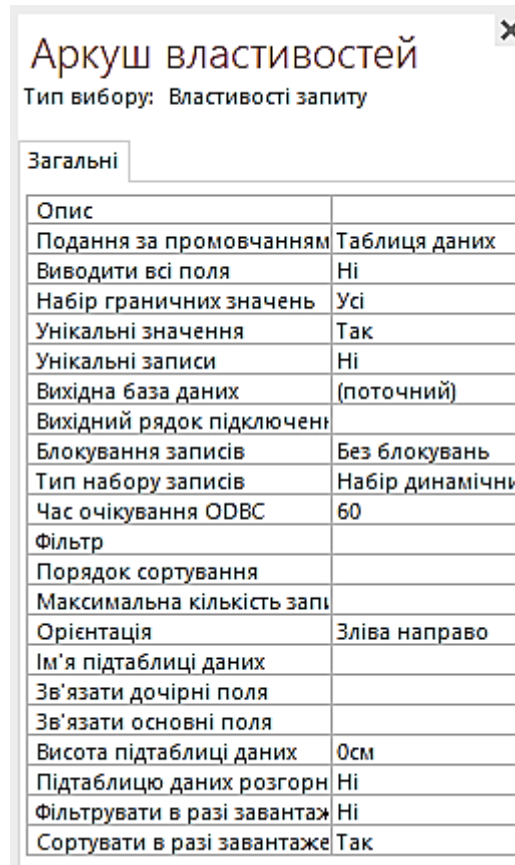 Аркуш властивостей
Тип вибору: Властивості запиту
Загальні
Опис
Подання за промовчанням Таблиця даних
Виводити всі поля Ні
Набір граничних значень Усі
Унікальні значення Так
Унікальні записи Ні
Вихідна база даних (поточний)
Вихідний рядок підключен
Блокування записів Без блокувань
Тип набору записів Набір динамічни
Час очікування ODBC 60
Фільтр
Порядок сортування
Максимальна кількість запи
Орієнтація Зліва направо
Ім'я підтаблиці даних
Зв'язати дочірні поля
Зв'язати основні поля
Висота підтаблиці даних 0см
Підтаблицю даних розгорн Ні
Фільтрувати в разі завантаж Ні
Сортувати в разі завантаже Так